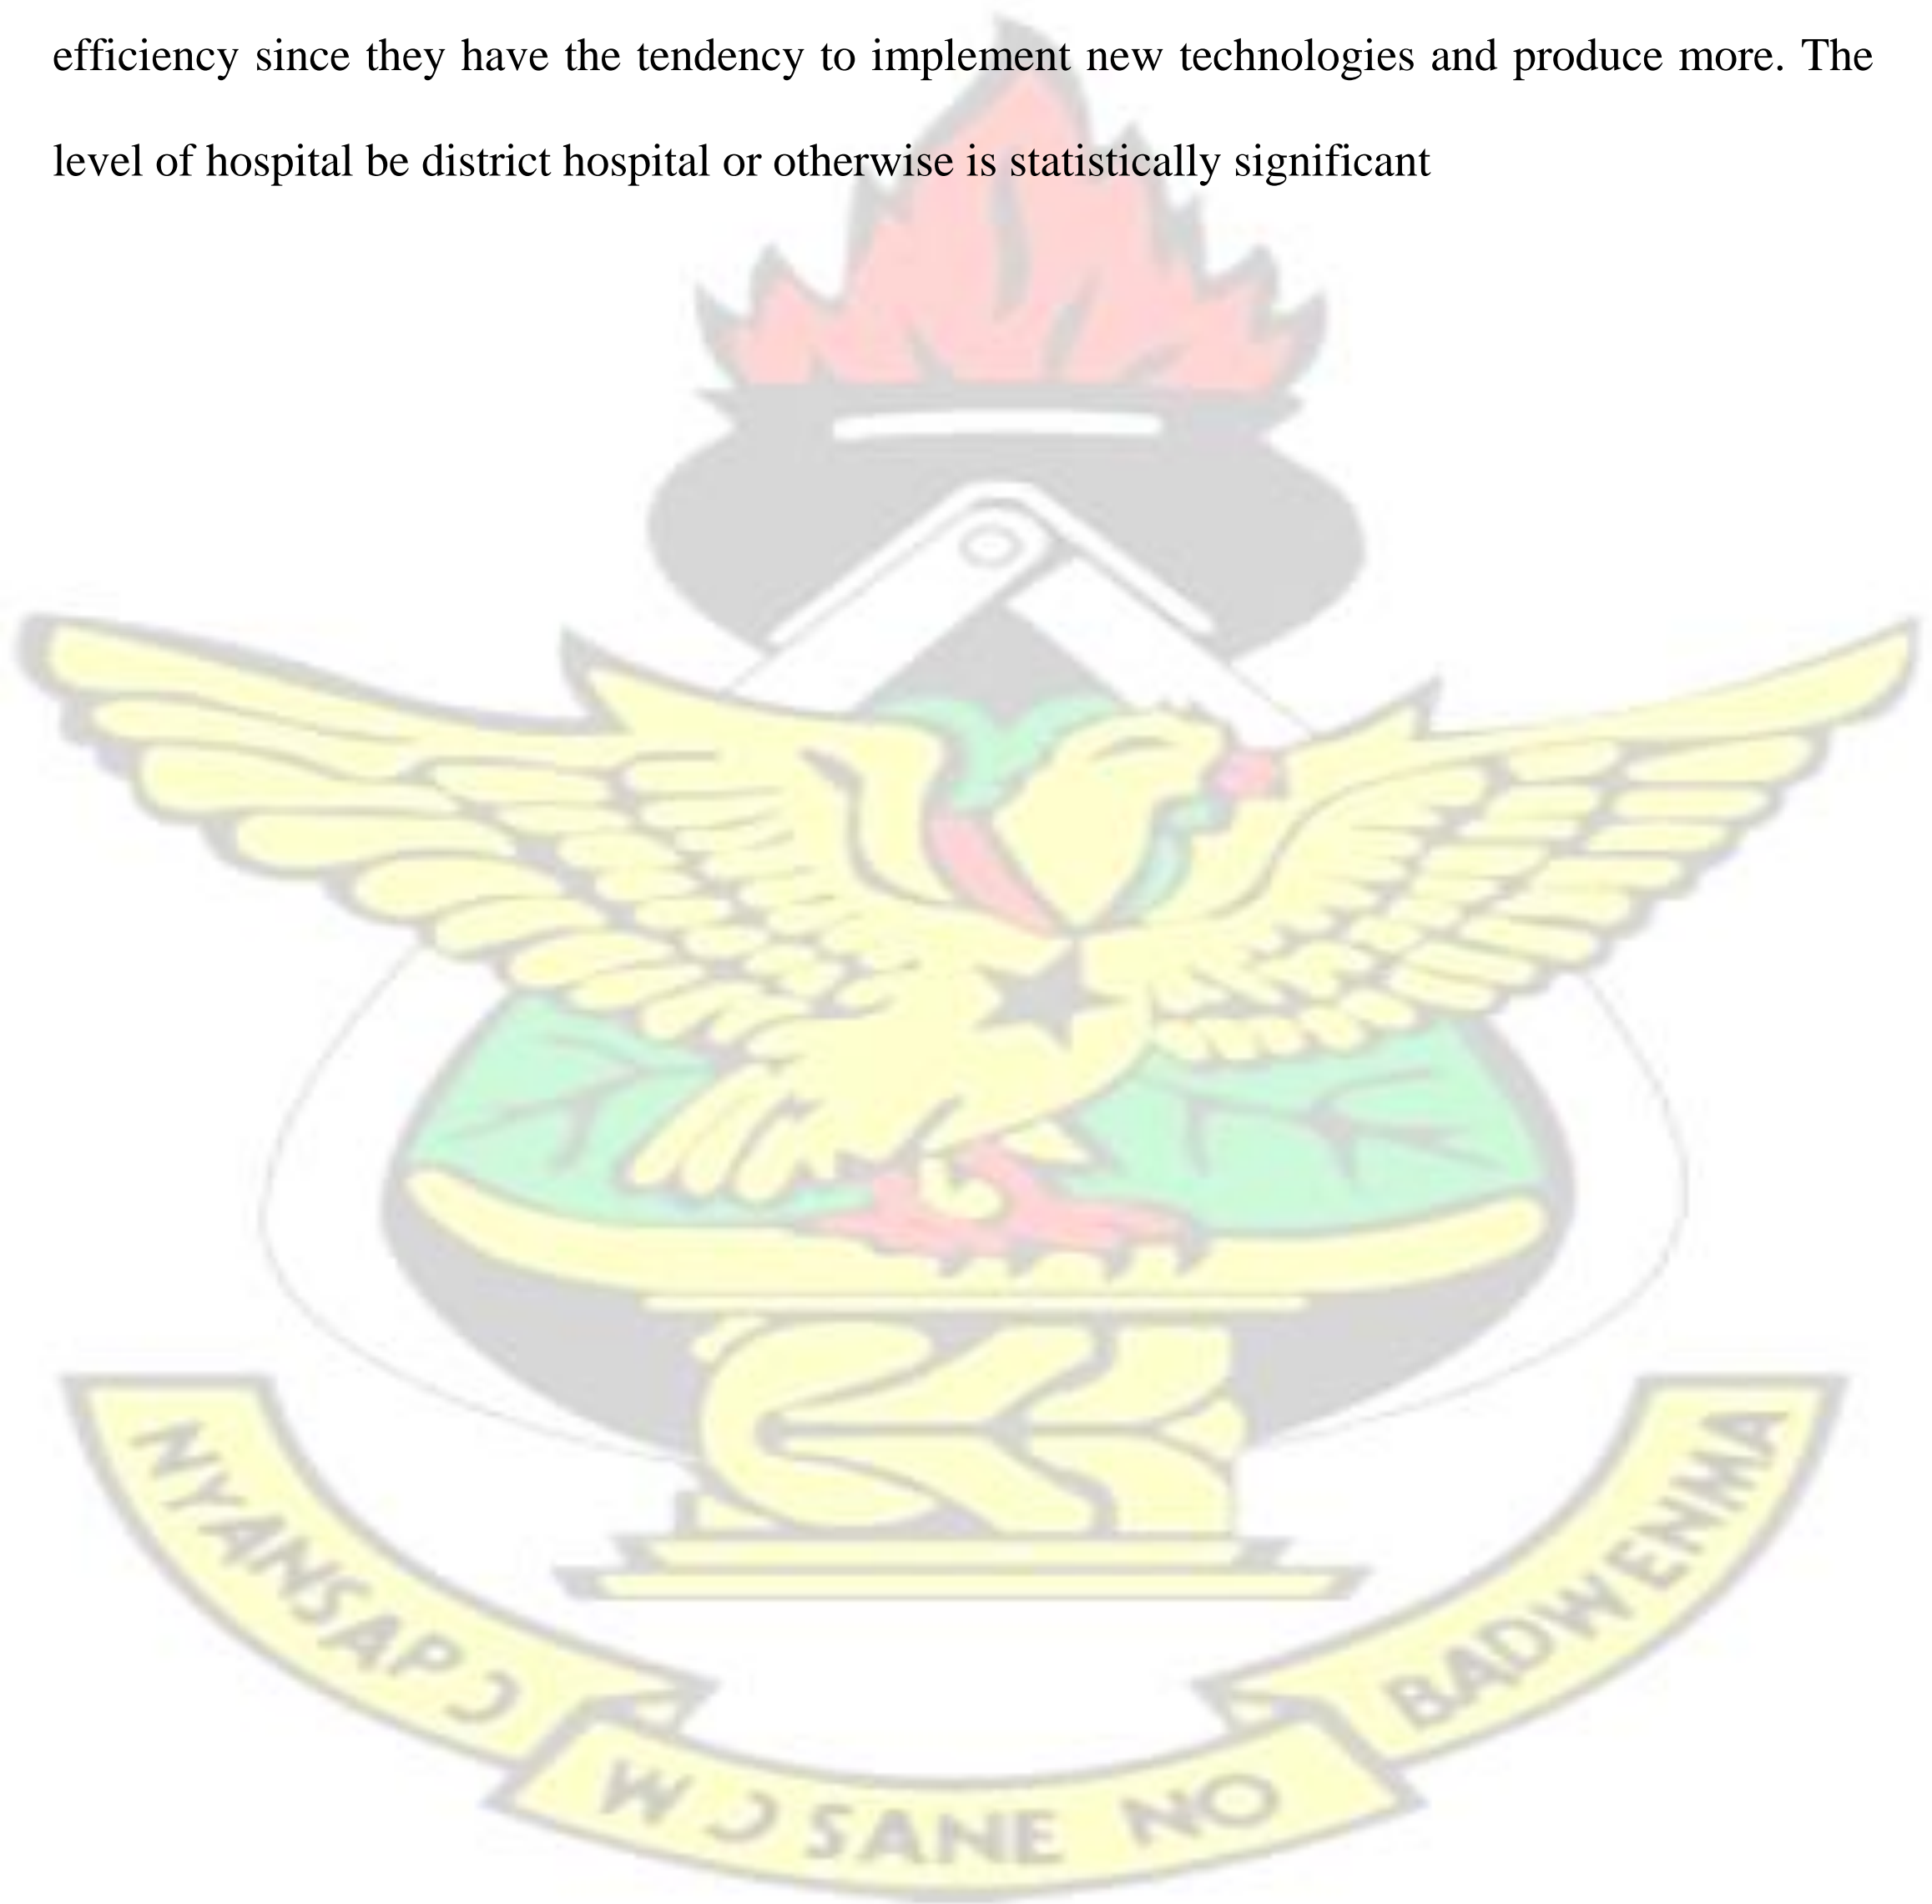 efficiency since they have the tendency to implement new technologies and produce more. The
level of hospital be district hospital or otherwise is statistically significant
NYANSAPƆ
WƆSANE NO
BADWENMA